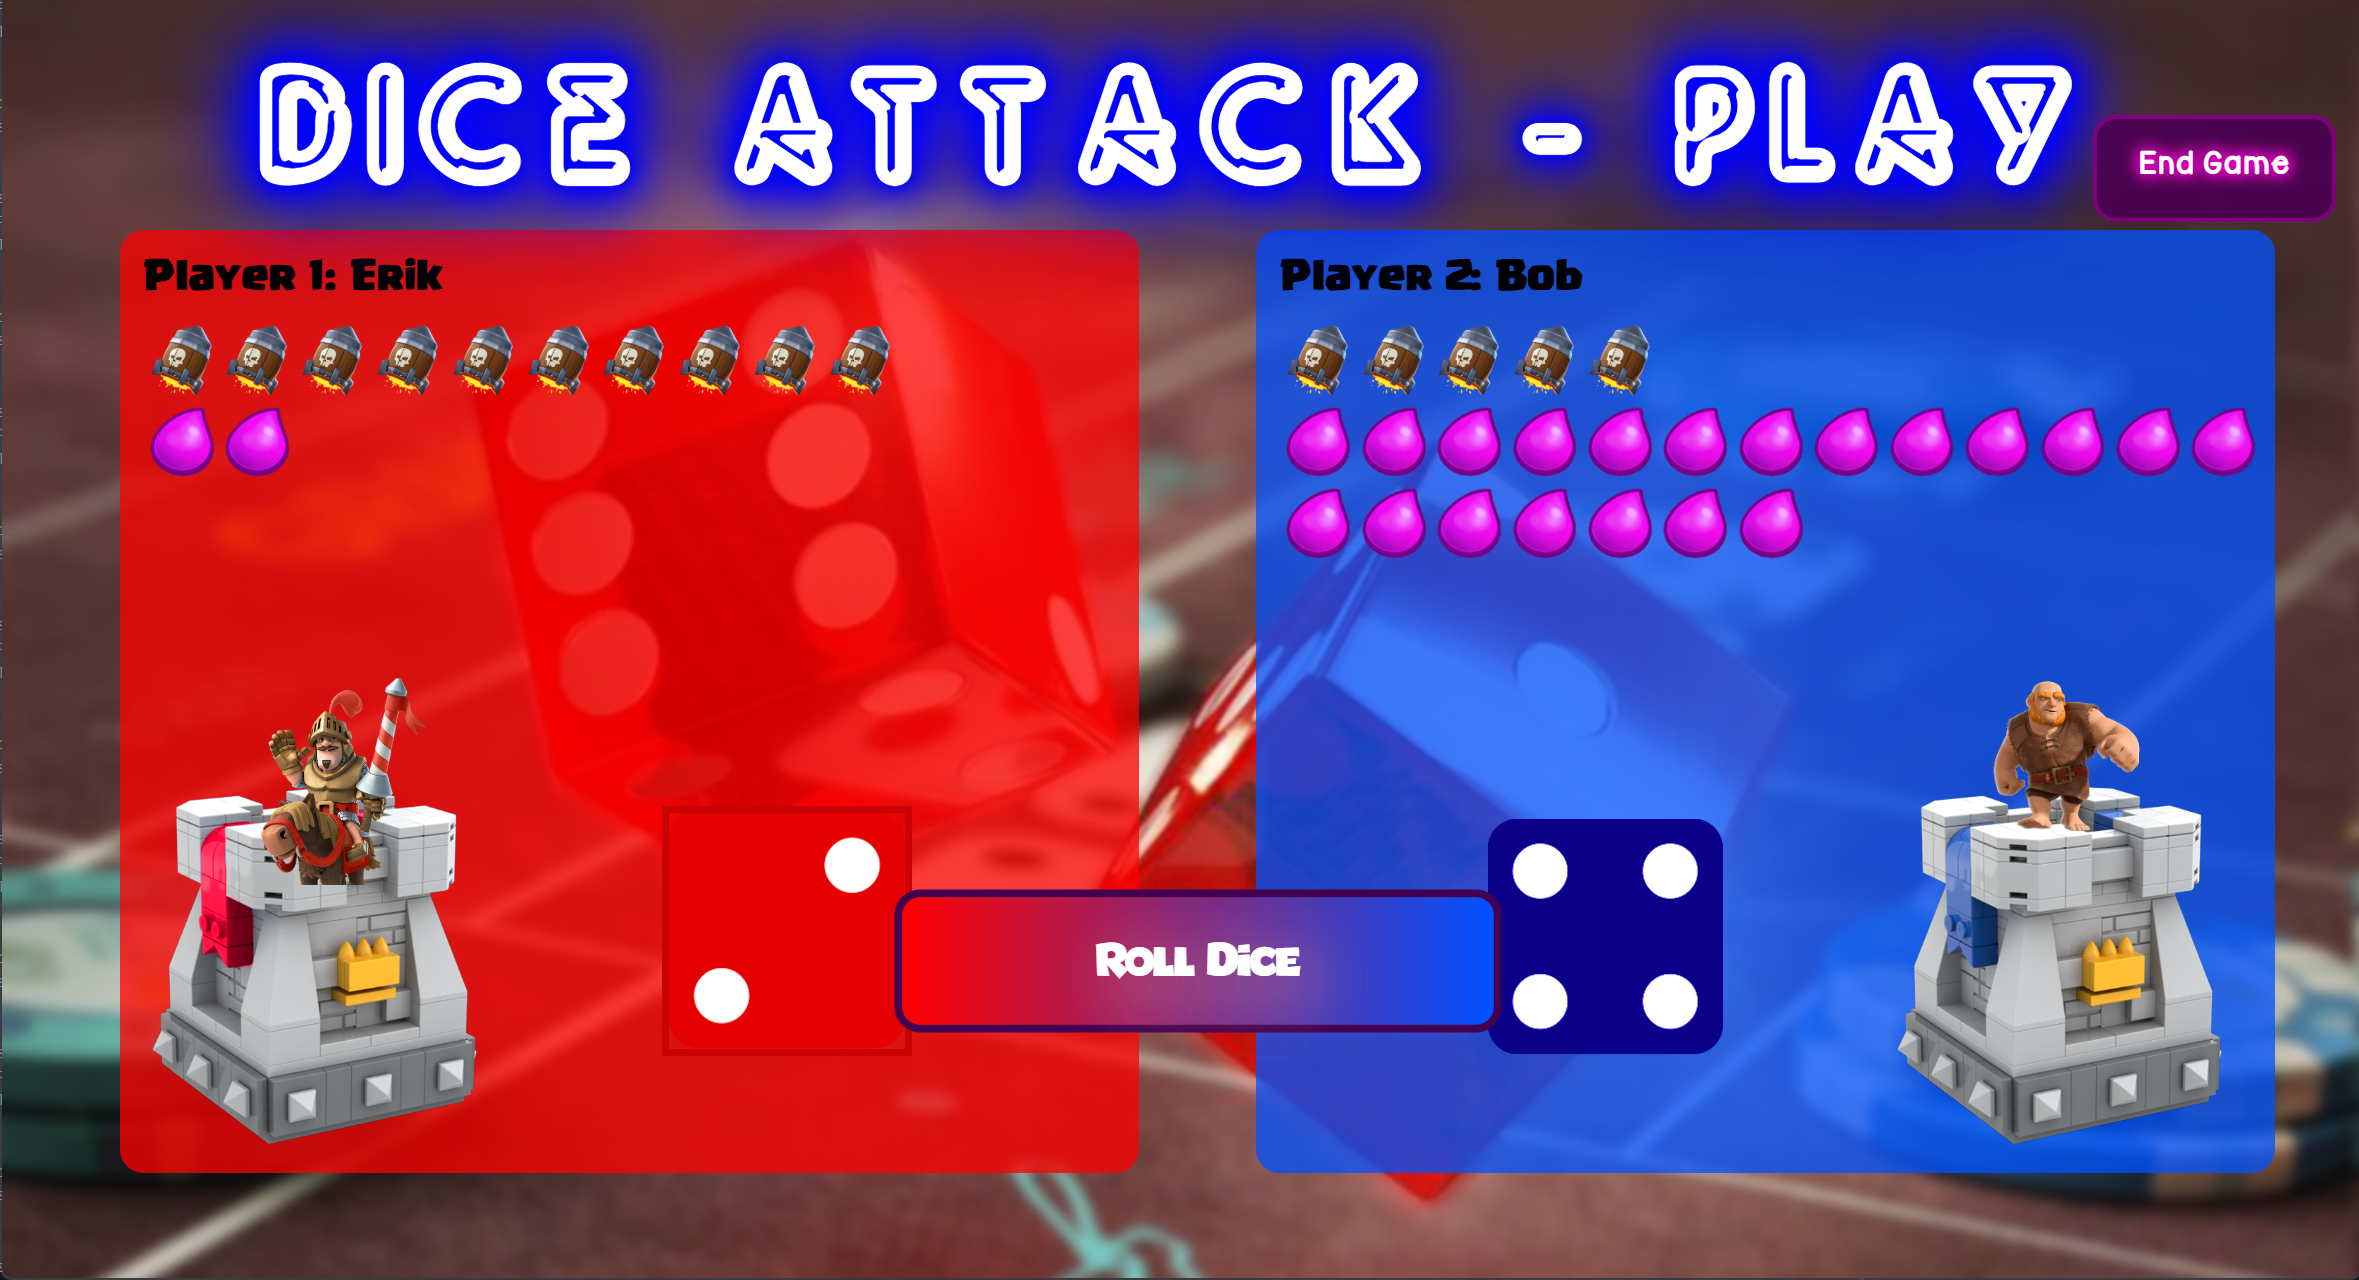 DICE ATTACK - PLAY
End Game
Player 1: Erik
Player 2: Bob
Roll Dice